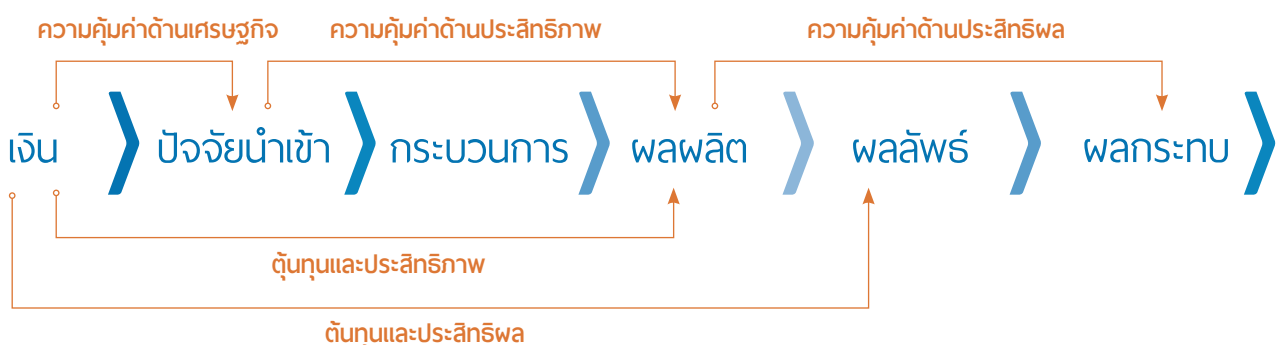 ความคุ้มค่าด้านเศรษฐกิจ ความคุ้มค่าด้านประสิทธิภาพ ความคุ้มค่าด้านประสิทธิผล
เงิน ปัจจัยนำเข้า กระบวนการ ผลผลิต ผลลัพธ์ ผลกระทบ
ตุ้นทุนและประสิทธิภาพ
ต้นทุนและประสิทธิผล